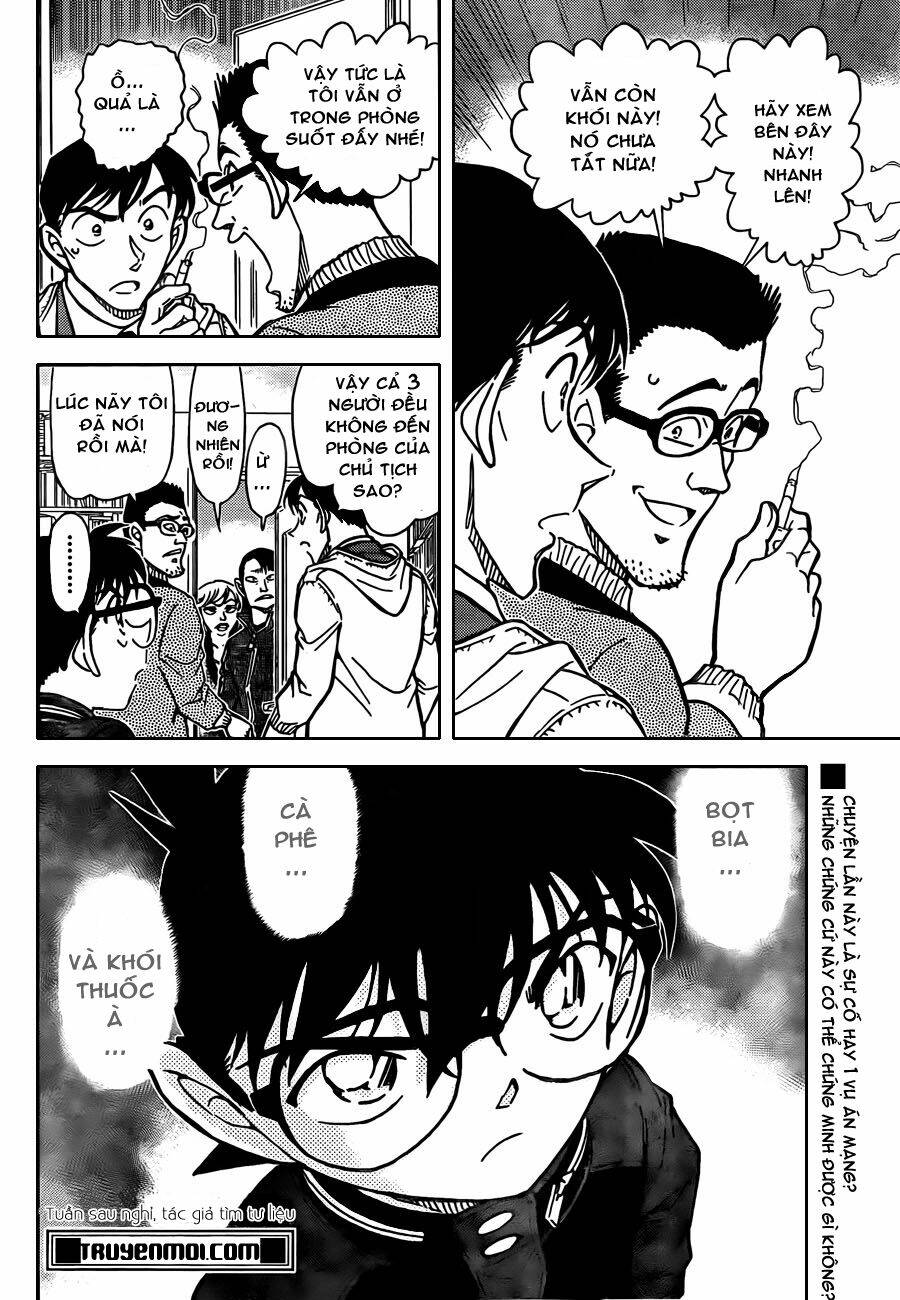 HÃY XEM
BÊN ĐÂY
NÀY!
NHANH
LÊN!
VẪN CÒN
KHÓI NÀY!
NÓ CHƯA
TẮT NỮA!
VẬY TỨC LÀ
TÔI VẪN Ở
TRONG PHÒNG
SUỐT ĐẤY NHÉ!
Ồ...
QUẢ LÀ
...
VẬY CẢ 3
NGƯỜI ĐỀU
KHÔNG ĐẾN
PHÒNG CỦA
CHỦ TỊCH
SAO?
Ừ
...
ĐƯƠ-
NG
NHIÊN
RỒI!
LÚC NÃY TÔI
ĐÃ NÓI
RỒI MÀ!
......
BỌT
BIA
...
CÀ
PHÊ
...
VÀ KHÓI
THUỐC
À
...
CHUYỆN LẦN NÀY LÀ SỰ CỐ HAY 1 VỤ ÁN MẠNG?
NHỮNG CHỨNG CỨ NÀY CÓ THỂ CHỨNG MINH ĐƯỢC GÌ KHÔNG?
Tuần sau nghỉ, tác giả tìm tư liệu
TRUYENMOI.COM